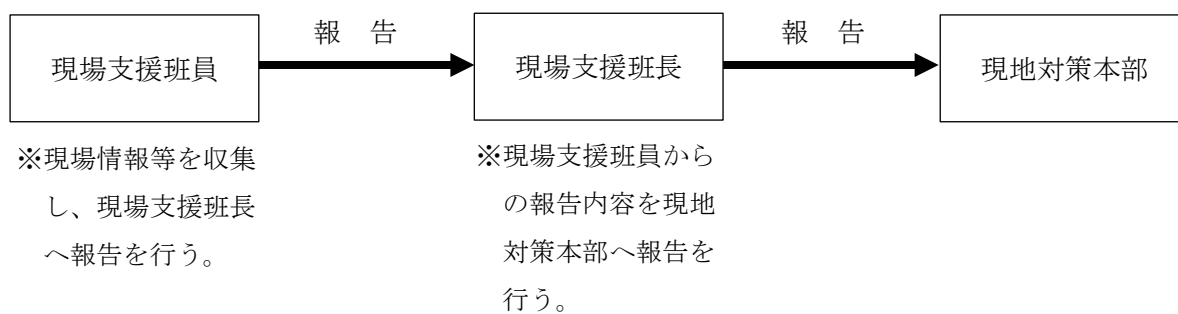 報　告
報　告
現場支援班員
現場支援班長
現地対策本部
※現場情報等を収集
し、現場支援班長
へ報告を行う。
※現場支援班員から
の報告内容を現地
対策本部へ報告を
行う。